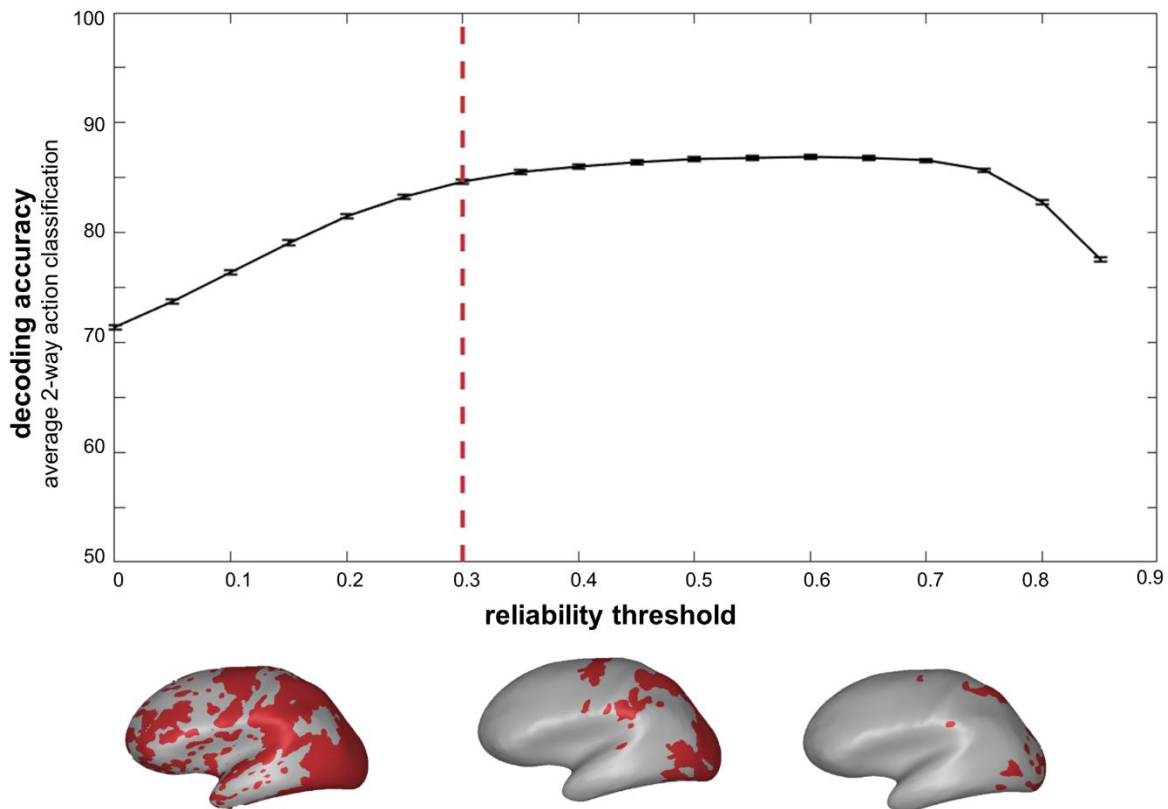 100
90
80
70
60
50
decoding accuracy
average 2-way action classification
0 0.1 0.2 0.3 0.4 0.5 0.6 0.7 0.8 0.9
reliability threshold